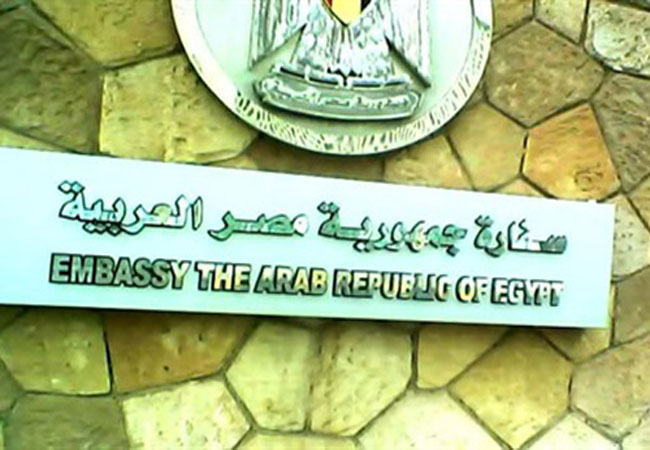 سفارة جمهورية مصر العربية
EMBASSY THE ARAB REPUBLIC OF EGYPT